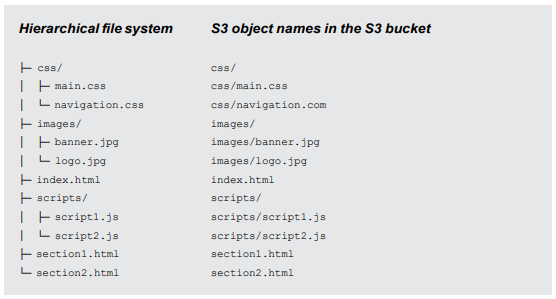 Hierarchical file system S3 object names in the S3 bucket
├─ css/ css/
│ ├─ main.css css/main.css
│ └─ navigation.css css/navigation.com
├─ images/ images/
│ ├─ banner.jpg images/banner.jpg
│ └─ logo.jpg images/logo.jpg
├─ index.html index.html
├─ scripts/ scripts/
│ ├─ script1.js scripts/script1.js
│ └─ script2.js scripts/script2.js
├─ section1.html section1.html
└─ section2.html section2.html